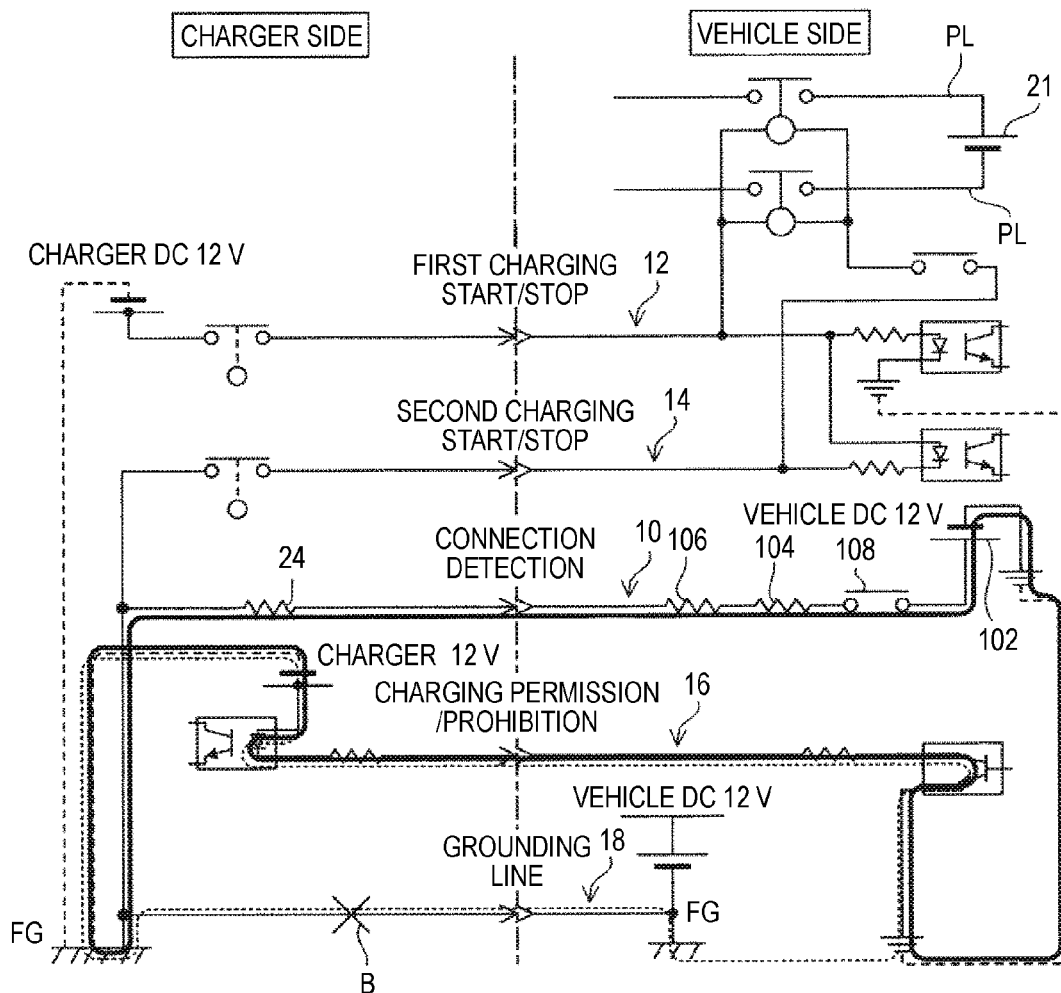 CHARGER SIDE
VEHICLE SIDE
PL
21
PL
CHARGER DC 12 V
FIRST CHARGING
START/STOP
12
SECOND CHARGING
START/STOP
14
VEHICLE DC 12 V
CONNECTION
DETECTION
10
106
104
108
24
102
CHARGER 12 V
CHARGING PERMISSION
/PROHIBITION
16
VEHICLE DC 12 V
GROUNDING
LINE
18
FG
FG
B